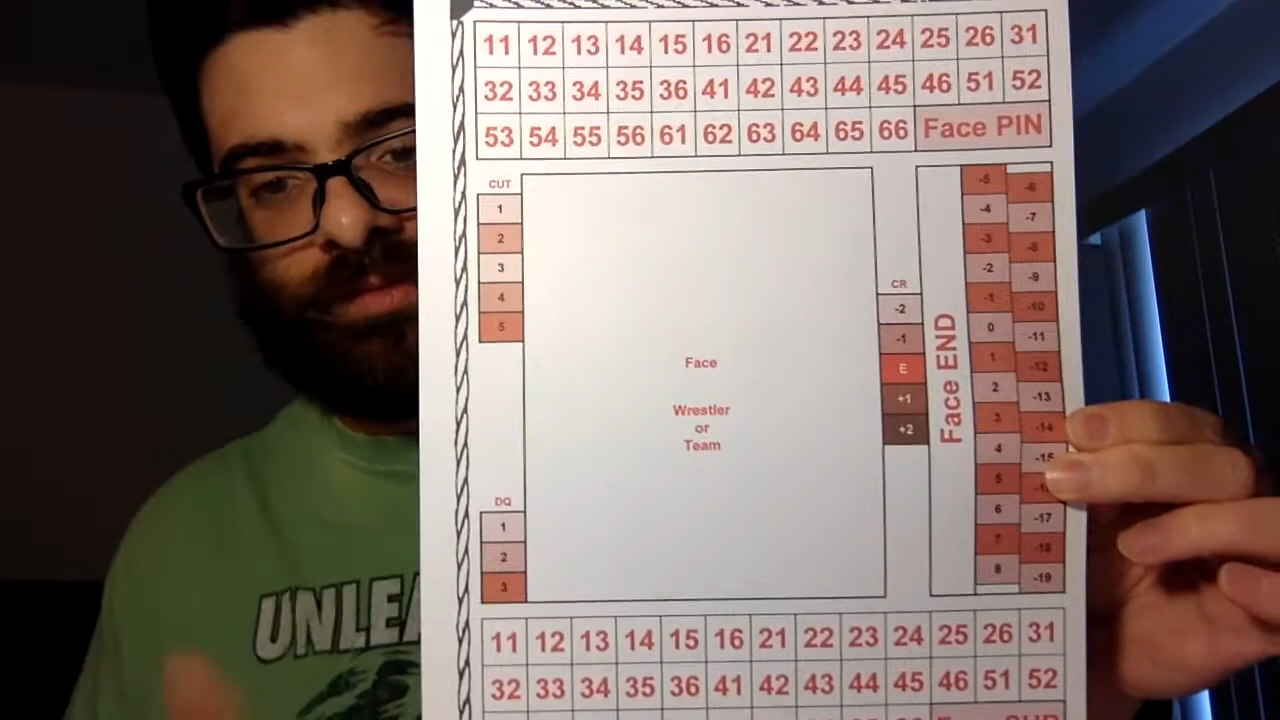 11 12 13 14 15 16 21 22 23 24 25 26 31
32 33 34 35 36 41 42 43 44 45 46 51 52
53 54 55 56 61 62 63 64 65 66 Face PIN
CUT
1
2
3
4
5
DQ
1
2
3
Face
Wrestler
or
Team
CR
-2
-1
E
+1
+2
Face END
-5 -6
-4 -7
-3 -8
-2 -9
-1 -10
0 -11
1 -12
2 -13
3 -14
4 -15
5
6 -17
7 -18
8 -19
11 12 13 14 15 16 21 22 23 24 25 26 31
32 33 34 35 36 41 42 43 44 45 46 51 52
UNLEA